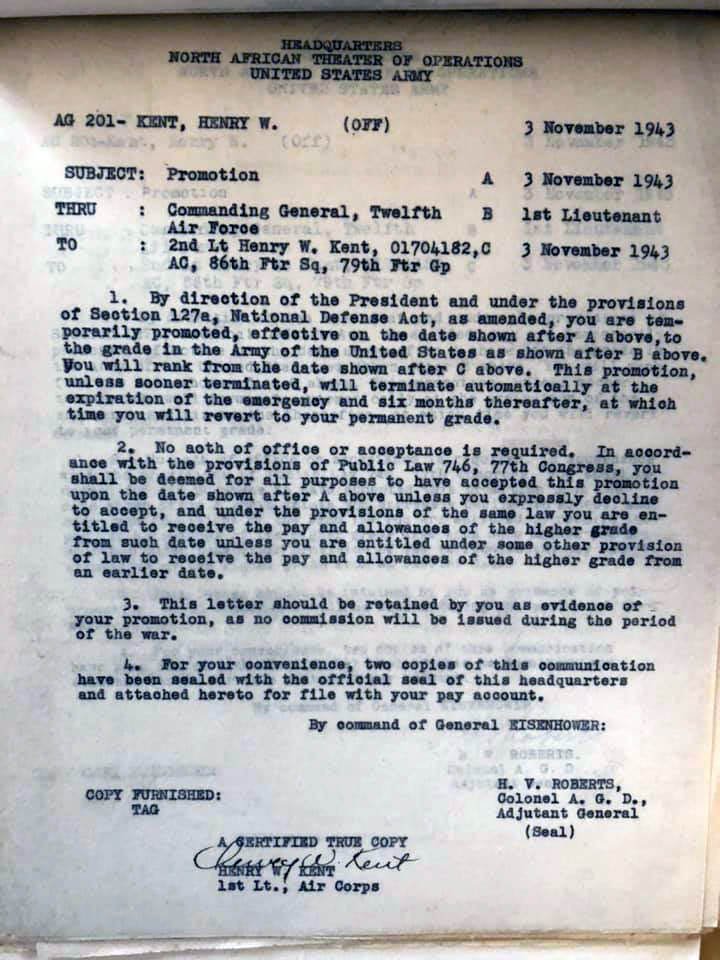 HEADQUARTERS
NORTH AFRICAN THEATER OF OPERATIONS
UNITED STATES ARMY
AG 201- KENT, HENRY W. (OFF) 3 November 1943
SUBJECT: Promotion A 3 November 1943
THRU : Commanding General, Twelfth B 1st Lieutenant
Air Force
TO : 2nd Lt Henry W. Kent, 01704182, C 3 November 1943
AC, 86th Ftr Sq, 79th Ftr Gp
1. By direction of the President and under the provisions
of Section 127a, National Defense Act, as amended, you are tem-
porarily promoted, effective on the date shown after A above, to
the grade in the Army of the United States as shown after B above.
You will rank from the date shown after C above. This promotion,
unless sooner terminated, will terminate automatically at the
expiration of the emergency and six months thereafter, at which
time you will revert to your permanent grade.
2. No aoth of office or acceptance is required. In accord-
ance with the provisions of Public Law 746, 77th Congress, you
shall be deemed for all purposes to have accepted this promotion
upon the date shown after A above unless you expressly decline
to accept, and under the provisions of the same law you are en-
titled to receive the pay and allowances of the higher grade
from such date unless you are entitled under some other provision
of law to receive the pay and allowances of the higher grade from
an earlier date.
3. This letter should be retained by you as evidence of
your promotion, as no commission will be issued during the period
of the war.
4. For your convenience, two copies of this communication
have been sealed with the official seal of this headquarters
and attached hereto for file with your pay account.
By command of General EISENHOWER:
H. V. ROBERTS,
COPY FURNISHED: Colonel A. G. D.,
TAG Adjutant General
(Seal)
A CERTIFIED TRUE COPY
Henry W. Kent
HENRY W. KENT
1st Lt., Air Corps